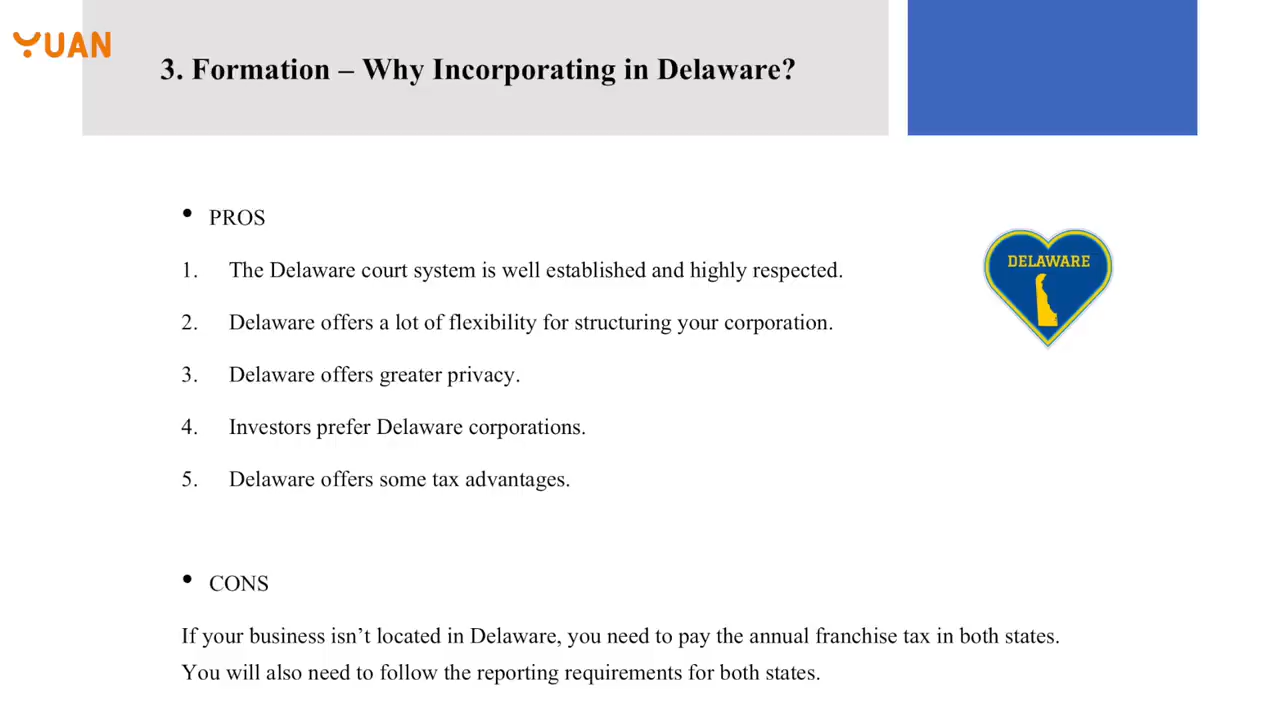 YUAN
3. Formation – Why Incorporating in Delaware?
• PROS
1. The Delaware court system is well established and highly respected.
2. Delaware offers a lot of flexibility for structuring your corporation.
3. Delaware offers greater privacy.
4. Investors prefer Delaware corporations.
5. Delaware offers some tax advantages.
DELAWARE
• CONS
If your business isn’t located in Delaware, you need to pay the annual franchise tax in both states.
You will also need to follow the reporting requirements for both states.